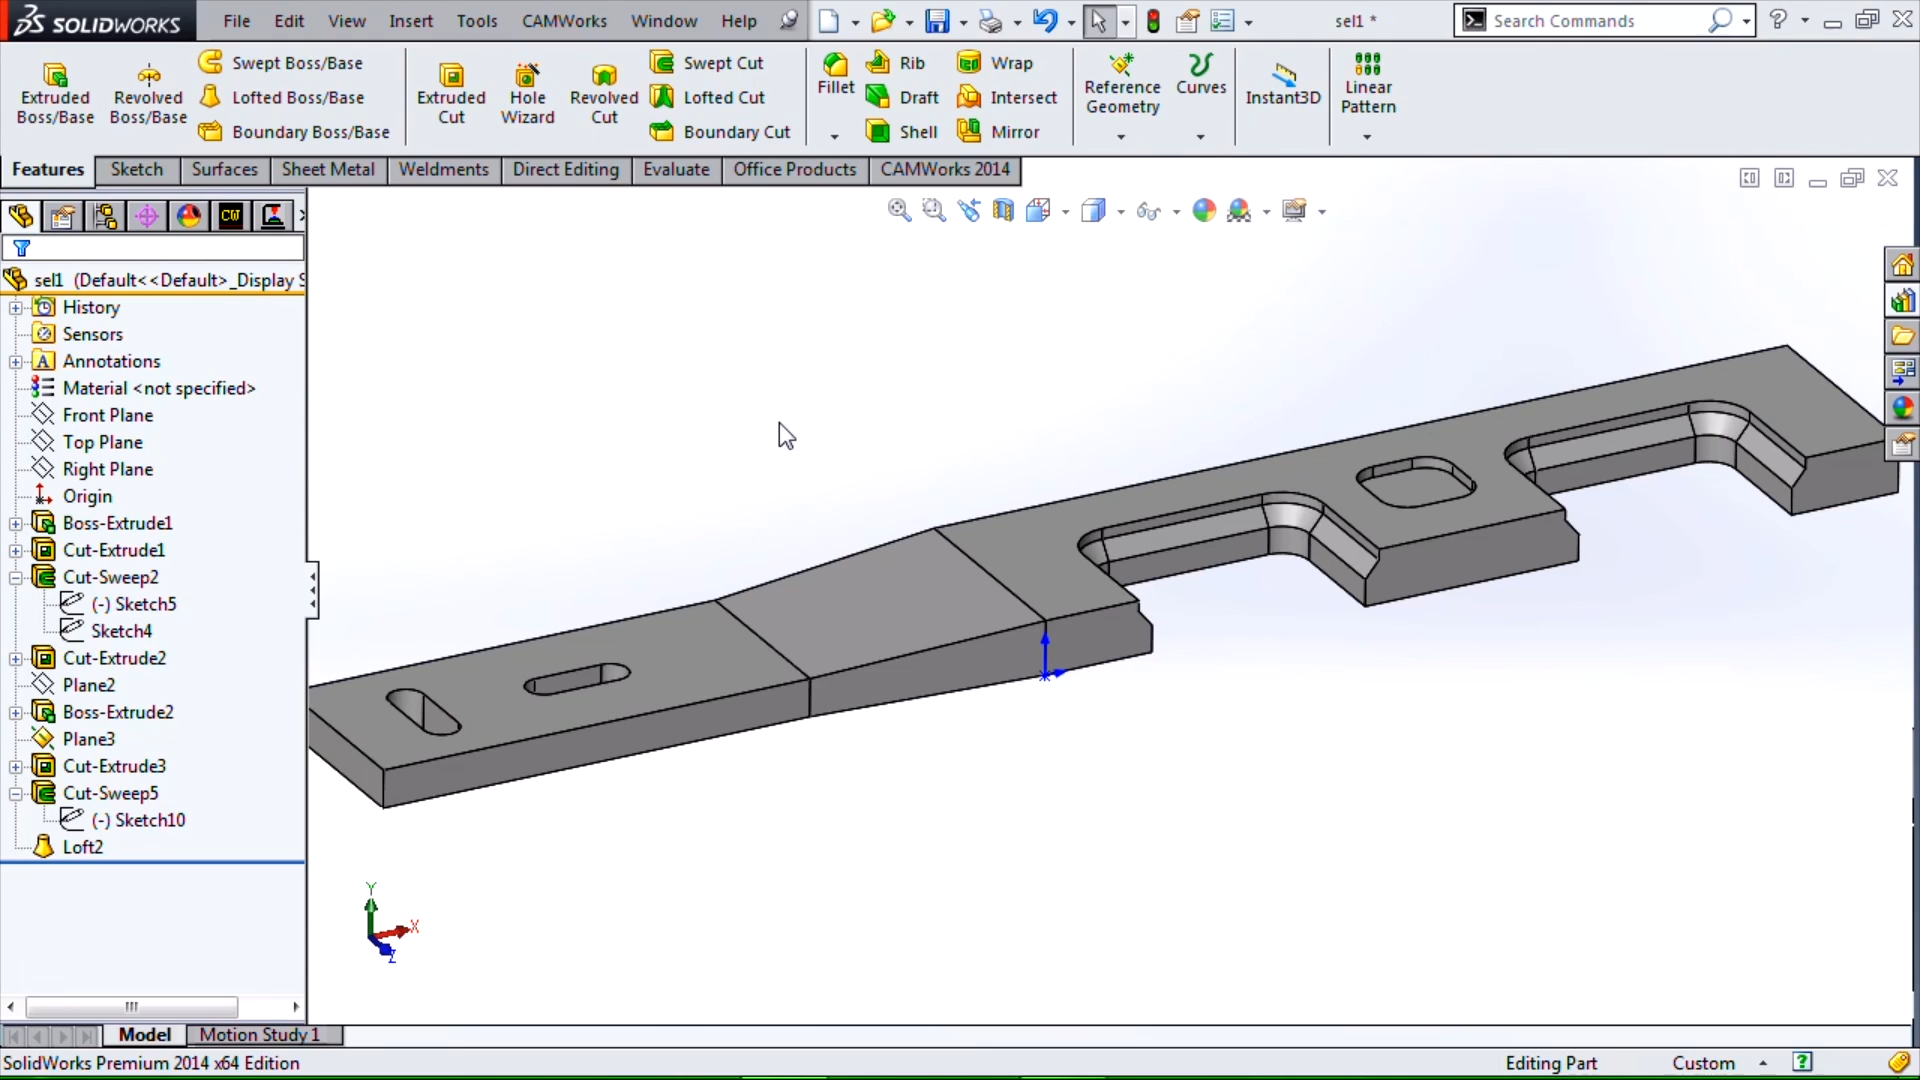 SOLIDWORKS File Edit View Insert Tools CAMWorks Window Help sel1 * Search Commands ?
Extruded Boss/Base
Revolved Boss/Base
Swept Boss/Base
Lofted Boss/Base
Boundary Boss/Base
Extruded Cut
Hole Wizard
Revolved Cut
Swept Cut
Lofted Cut
Boundary Cut
Fillet
Rib
Draft
Shell
Wrap
Intersect
Mirror
Reference Geometry
Curves
Instant3D
Linear Pattern
Features Sketch Surfaces Sheet Metal Weldments Direct Editing Evaluate Office Products CAMWorks 2014
CW
sel1 (Default<<Default>_Display S
History
Sensors
A Annotations
Material <not specified>
Front Plane
Top Plane
Right Plane
Origin
Boss-Extrude1
Cut-Extrude1
Cut-Sweep2
(-) Sketch5
Sketch4
Cut-Extrude2
Plane2
Boss-Extrude2
Plane3
Cut-Extrude3
Cut-Sweep5
(-) Sketch10
Loft2
Y
X
Z
Model Motion Study 1
SolidWorks Premium 2014 x64 Edition Editing Part Custom ?